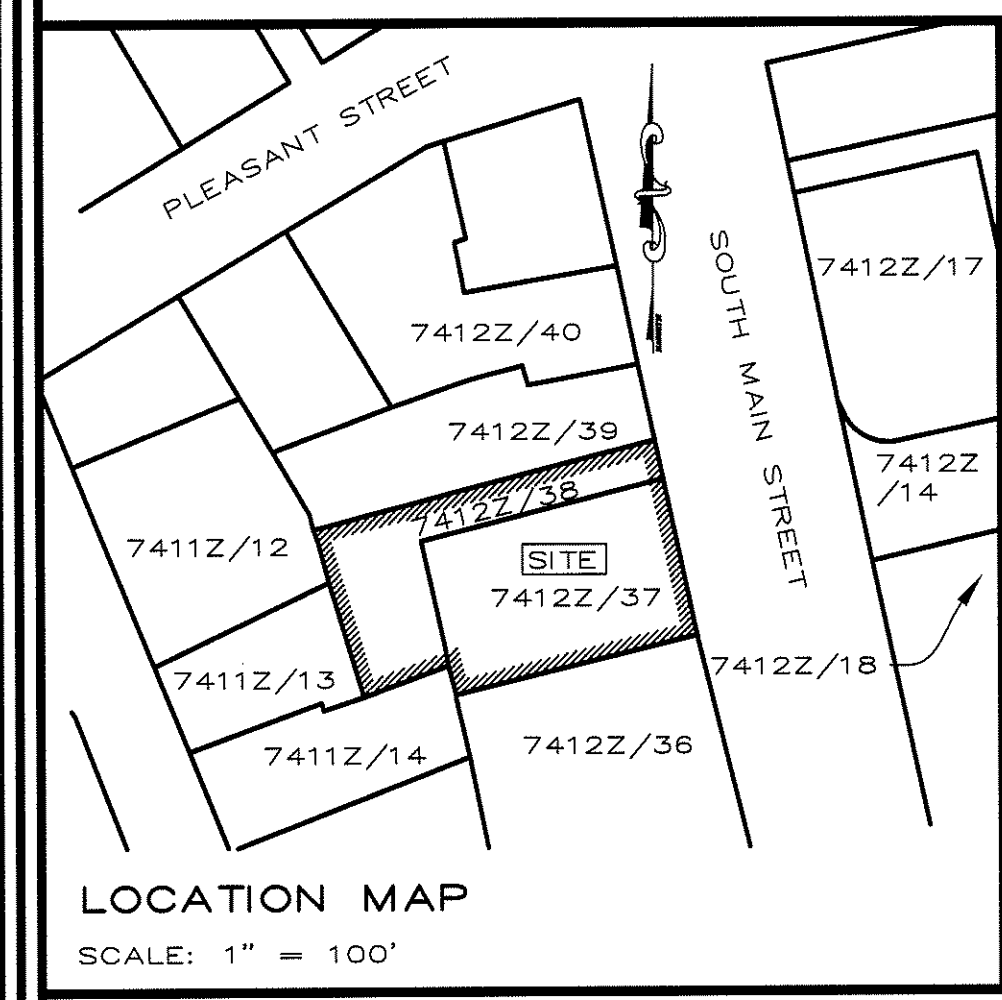 PLEASANT STREET
SOUTH MAIN STREET
7412Z/17
7412Z/40
7412Z/39
7412Z
/14
7412Z/38
7411Z/12
SITE
7412Z/37
7412Z/18
7411Z/13
7411Z/14
7412Z/36
LOCATION MAP
SCALE: 1" = 100'